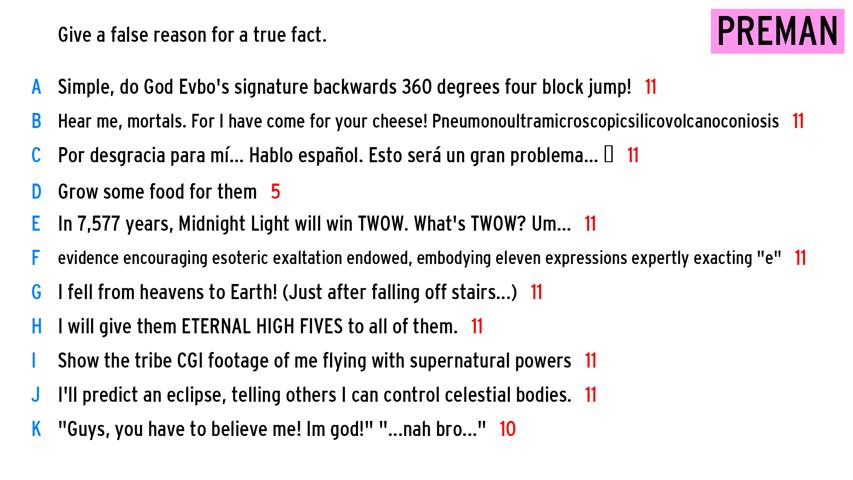 Give a false reason for a true fact.
PREMAN
A Simple, do God Evbo's signature backwards 360 degrees four block jump! 11
B Hear me, mortals. For I have come for your cheese! Pneumonoultramicroscopicsilicovolcanoconiosis 11
C Por desgracia para mí... Hablo español. Esto será un gran problema... 11
D Grow some food for them 5
E In 7,577 years, Midnight Light will win TWOW. What's TWOW? Um... 11
F evidence encouraging esoteric exaltation endowed, embodying eleven expressions expertly exacting "e" 11
G I fell from heavens to Earth! (Just after falling off stairs...) 11
H I will give them ETERNAL HIGH FIVES to all of them. 11
I Show the tribe CGI footage of me flying with supernatural powers 11
J I'll predict an eclipse, telling others I can control celestial bodies. 11
K "Guys, you have to believe me! Im god!" "...nah bro..." 10